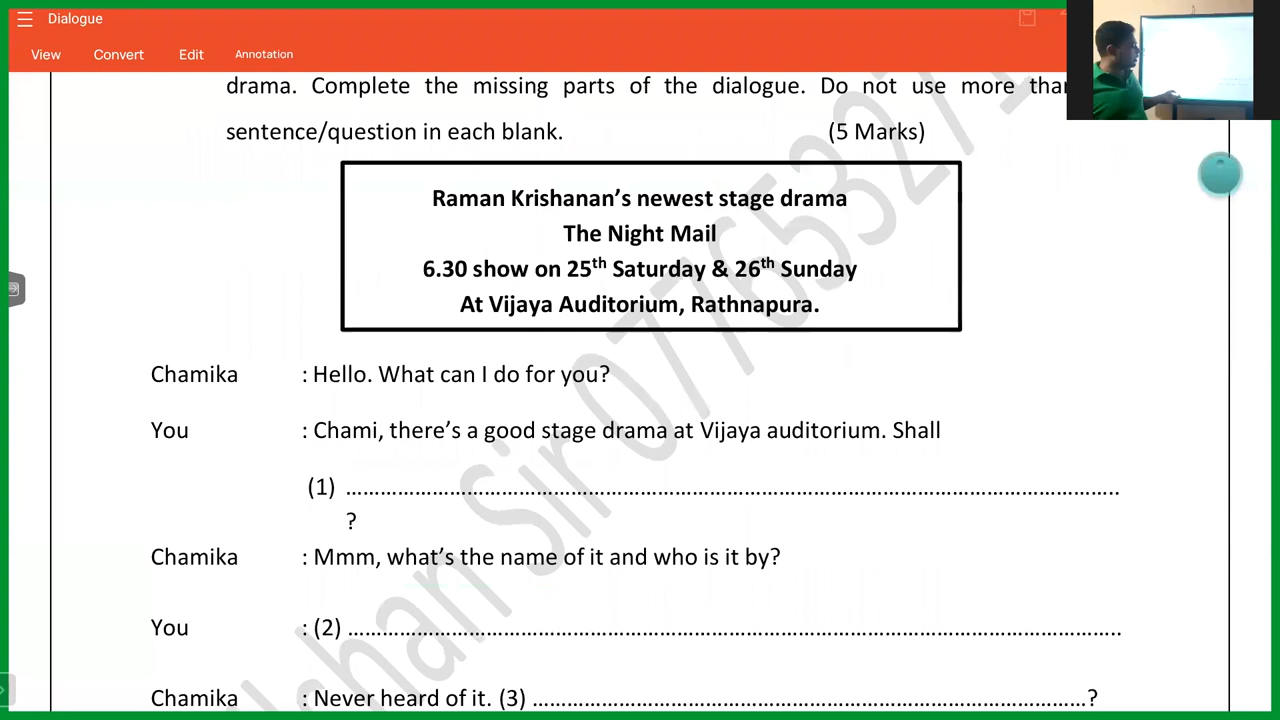 Dialogue
View Convert Edit Annotation
drama. Complete the missing parts of the dialogue. Do not use more than
sentence/question in each blank. (5 Marks)
Raman Krishanan’s newest stage drama
The Night Mail
6.30 show on 25th Saturday & 26th Sunday
At Vijaya Auditorium, Rathnapura.
Chamika : Hello. What can I do for you?
You : Chami, there’s a good stage drama at Vijaya auditorium. Shall
(1) ……………………………………………………………………………………………………..
?
Chamika : Mmm, what’s the name of it and who is it by?
You : (2) ……………………………………………………………………………………………………..
Chamika : Never heard of it. (3) ………………………………………………………………………?